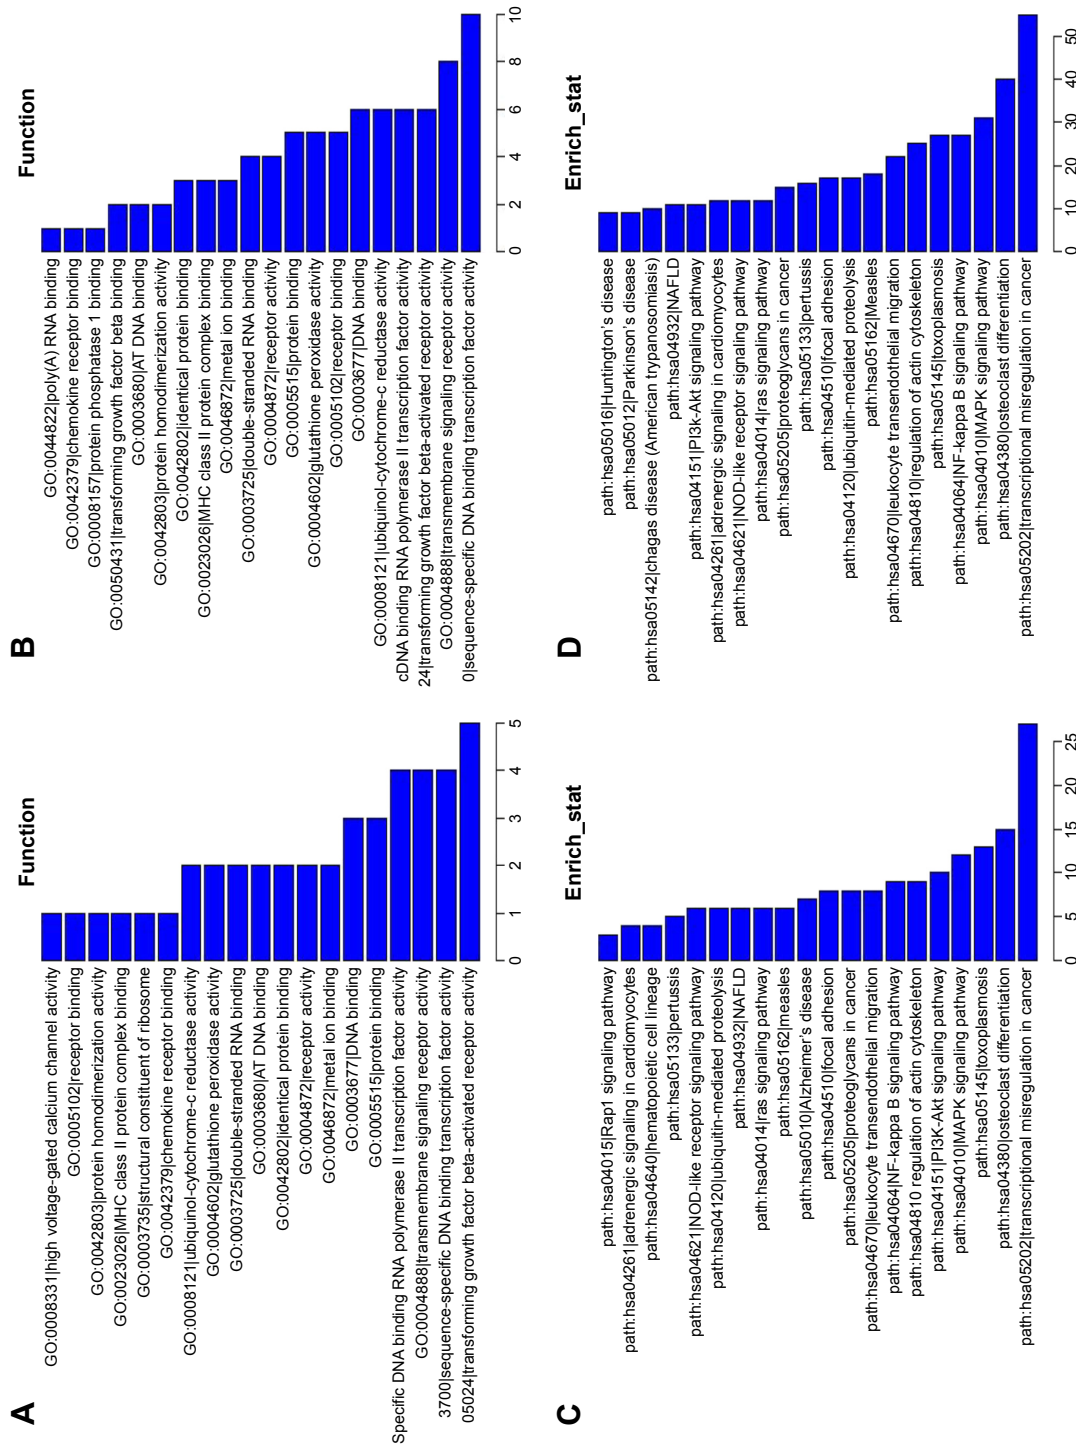 A
Function
GO:0008331|high voltage-gated calcium channel activity
GO:0005102|receptor binding
GO:0042803|protein homodimerization activity
GO:0023026|MHC class II protein complex binding
GO:0003735|structural constituent of ribosome
GO:0042379|chemokine receptor binding
GO:0008121|ubiquinol-cytochrome-c reductase activity
GO:0004602|glutathione peroxidase activity
GO:0003725|double-stranded RNA binding
GO:0003680|AT DNA binding
GO:0042802|identical protein binding
GO:0004872|receptor activity
GO:0046872|metal ion binding
GO:0003677|DNA binding
GO:0005515|protein binding
Specific DNA binding RNA polymerase II transcription factor activity
GO:0004888|transmembrane signaling receptor activity
3700|sequence-specific DNA binding transcription factor activity
05024|transforming growth factor beta-activated receptor activity
0 1 2 3 4 5
B
Function
GO:0044822|poly(A) RNA binding
GO:0042379|chemokine receptor binding
GO:0008157|protein phosphatase 1 binding
GO:0050431|transforming growth factor beta binding
GO:0003680|AT DNA binding
GO:0042803|protein homodimerization activity
GO:0042802|identical protein binding
GO:0023026|MHC class II protein complex binding
GO:0046872|metal ion binding
GO:0003725|double-stranded RNA binding
GO:0004872|receptor activity
GO:0005515|protein binding
GO:0004602|glutathione peroxidase activity
GO:0005102|receptor binding
GO:0003677|DNA binding
GO:0008121|ubiquinol-cytochrome-c reductase activity
cDNA binding RNA polymerase II transcription factor activity
24|transforming growth factor beta-activated receptor activity
GO:0004888|transmembrane signaling receptor activity
0|sequence-specific DNA binding transcription factor activity
0 2 4 6 8 10
C
Enrich_stat
path:hsa04015|Rap1 signaling pathway
path:hsa04261|adrenergic signaling in cardiomyocytes
path:hsa04640|hematopoietic cell lineage
path:hsa05133|pertussis
path:hsa04621|NOD-like receptor signaling pathway
path:hsa04120|ubiquitin-mediated proteolysis
path:hsa04932|NAFLD
path:hsa04014|ras signaling pathway
path:hsa05162|measles
path:hsa05010|Alzheimer's disease
path:hsa04510|focal adhesion
path:hsa05205|proteoglycans in cancer
path:hsa04670|leukocyte transendothelial migration
path:hsa04064|NF-kappa B signaling pathway
path:hsa04810 regulation of actin cytoskeleton
path:hsa04151|PI3K-Akt signaling pathway
path:hsa04010|MAPK signaling pathway
path:hsa05145|toxoplasmosis
path:hsa04380|osteoclast differentiation
path:hsa05202|transcriptional misregulation in cancer
0 5 10 15 20 25
D
Enrich_stat
path:hsa05016|Huntington's disease
path:hsa05012|Parkinson's disease
path:hsa05142|chagas disease (American trypanosomiasis)
path:hsa04932|NAFLD
path:hsa04151|PI3k-Akt signaling pathway
path:hsa04261|adrenergic signaling in cardiomyocytes
path:hsa04621|NOD-like receptor signaling pathway
path:hsa04014|ras signaling pathway
path:hsa05205|proteoglycans in cancer
path:hsa05133|pertussis
path:hsa04510|focal adhesion
path:hsa04120|ubiquitin-mediated proteolysis
path:hsa05162|Measles
path:hsa04670|leukocyte transendothelial migration
path:hsa04810|regulation of actin cytoskeleton
path:hsa05145|toxoplasmosis
path:hsa04064|NF-kappa B signaling pathway
path:hsa04010|MAPK signaling pathway
path:hsa04380|osteoclast differentiation
path:hsa05202|transcriptional misregulation in cancer
0 10 20 30 40 50